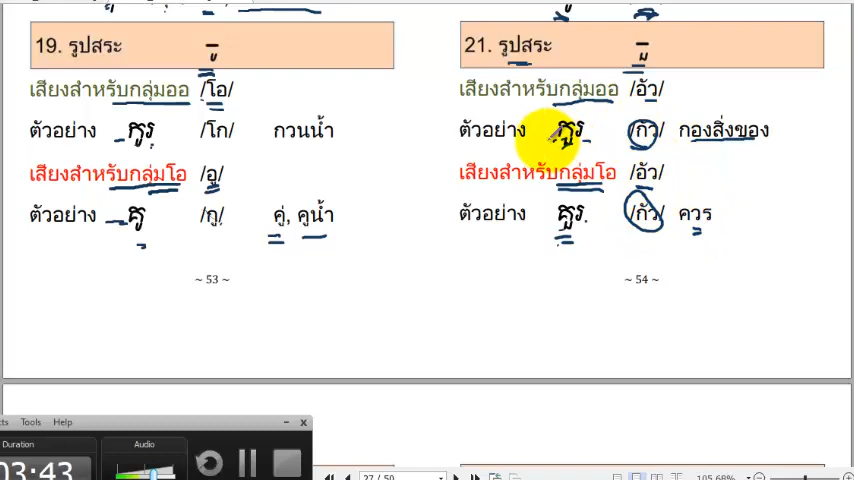 19. รูปสระ
เสียงสำหรับกลุ่มออ /โอ/
ตัวอย่าง កូរ /โก/ กวนน้ำ
เสียงสำหรับกลุ่มโอ /อู/
ตัวอย่าง គូ /กู/ คู่, คูน้ำ
~ 53 ~
21. รูปสระ
เสียงสำหรับกลุ่มออ /อัว/
ตัวอย่าง កួរ /กัว/ กองสิ่งของ
เสียงสำหรับกลุ่มโอ /อัว/
ตัวอย่าง គួរ /กัว/ ควร
~ 54 ~
Tools Help
Duration
Audio
03:43
27 / 50
105.68%